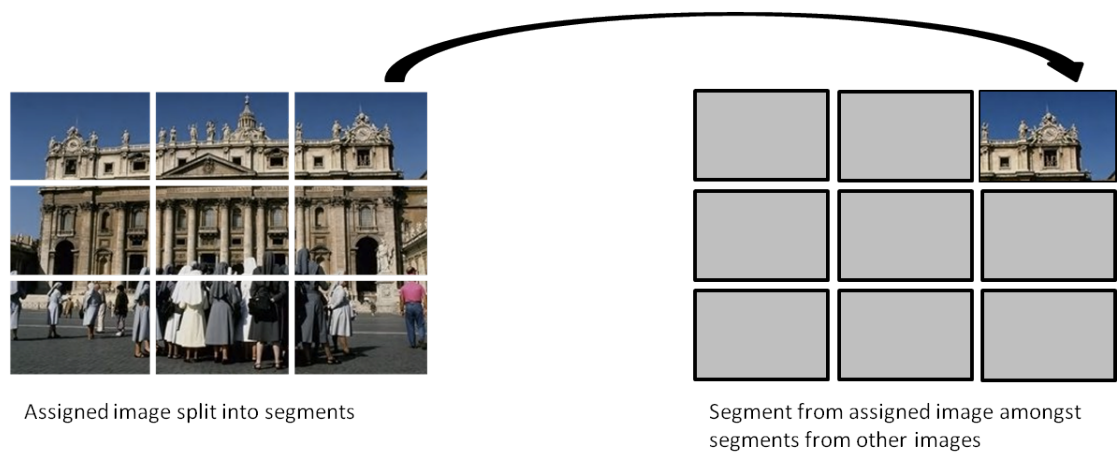 Assigned image split into segments
Segment from assigned image amongst
segments from other images